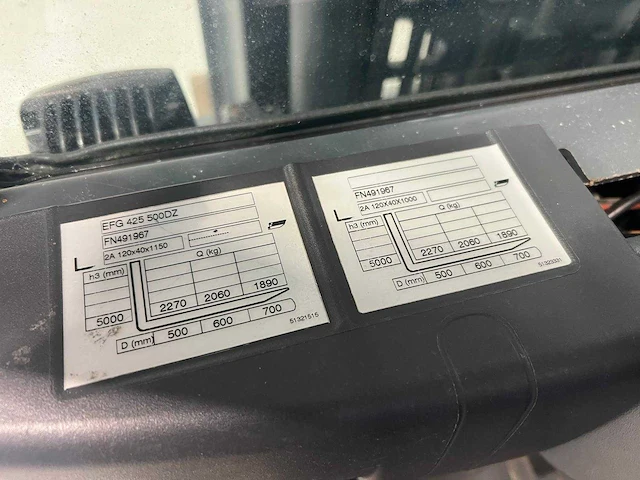 EFG 425 500DZ
FN491967
2A 120x40x1150
h3 (mm) Q (kg)
5000 2270 2060 1890
D (mm) 500 600 700
51321515
FN491967
2A 120X40X1000
h3 (mm) Q (kg)
5000 2270 2060 1890
D (mm) 500 600 700